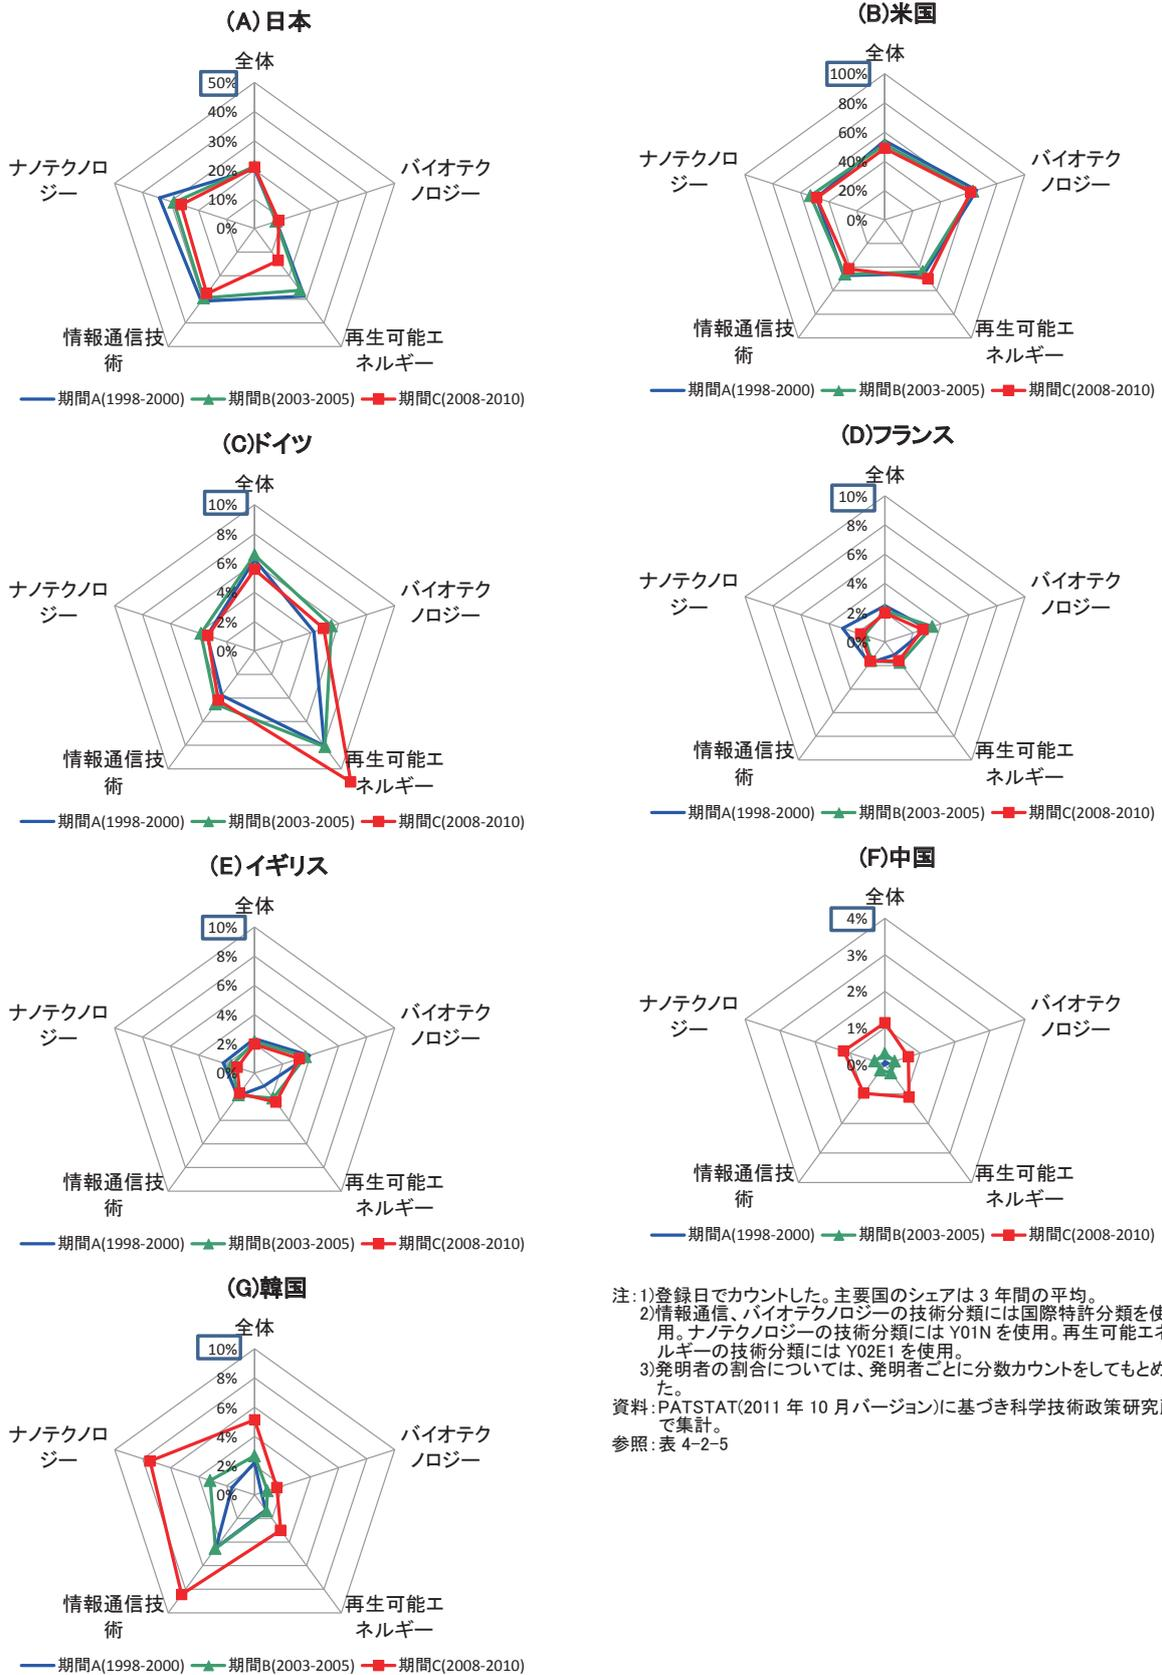 (A)日本
全体
50%
40%
30%
20%
10%
0%
バイオテク
ノロジー
再生可能エ
ネルギー
情報通信技
術
ナノテクノロ
ジー
期間A(1998-2000) 期間B(2003-2005) 期間C(2008-2010)
(B)米国
全体
100%
80%
60%
40%
20%
0%
バイオテク
ノロジー
再生可能エ
ネルギー
情報通信技
術
ナノテクノロ
ジー
期間A(1998-2000) 期間B(2003-2005) 期間C(2008-2010)
(C)ドイツ
全体
10%
8%
6%
4%
2%
0%
バイオテク
ノロジー
再生可能エ
ネルギー
情報通信技
術
ナノテクノロ
ジー
期間A(1998-2000) 期間B(2003-2005) 期間C(2008-2010)
(D)フランス
全体
10%
8%
6%
4%
2%
0%
バイオテク
ノロジー
再生可能エ
ネルギー
情報通信技
術
ナノテクノロ
ジー
期間A(1998-2000) 期間B(2003-2005) 期間C(2008-2010)
(E)イギリス
全体
10%
8%
6%
4%
2%
0%
バイオテク
ノロジー
再生可能エ
ネルギー
情報通信技
術
ナノテクノロ
ジー
期間A(1998-2000) 期間B(2003-2005) 期間C(2008-2010)
(F)中国
全体
4%
3%
2%
1%
0%
バイオテク
ノロジー
再生可能エ
ネルギー
情報通信技
術
ナノテクノロ
ジー
期間A(1998-2000) 期間B(2003-2005) 期間C(2008-2010)
(G)韓国
全体
10%
8%
6%
4%
2%
0%
バイオテク
ノロジー
再生可能エ
ネルギー
情報通信技
術
ナノテクノロ
ジー
期間A(1998-2000) 期間B(2003-2005) 期間C(2008-2010)
注:1)登録日でカウントした。主要国のシェアは 3 年間の平均。
2)情報通信、バイオテクノロジーの技術分類には国際特許分類を使
用。ナノテクノロジーの技術分類には Y01N を使用。再生可能エネ
ルギーの技術分類には Y02E1 を使用。
3)発明者の割合については、発明者ごとに分数カウントをしてもとめ
た。
資料:PATSTAT(2011 年 10 月バージョン)に基づき科学技術政策研究
で集計。
参照:表 4-2-5